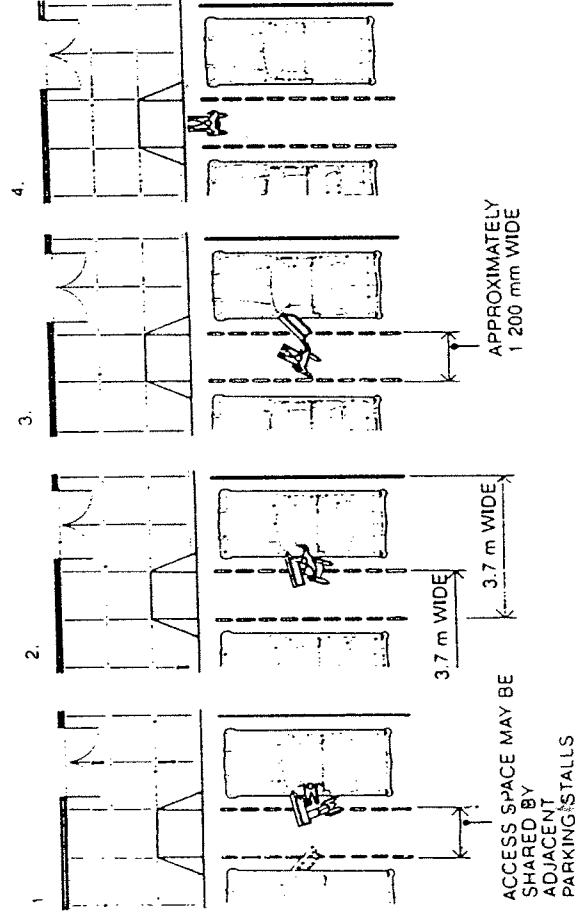 1
ACCESS SPACE MAY BE
SHARED BY
ADJACENT
PARKING STALLS
2.
3.7 m WIDE
3.7 m WIDE
3.
APPROXIMATELY
1 200 mm WIDE
4.